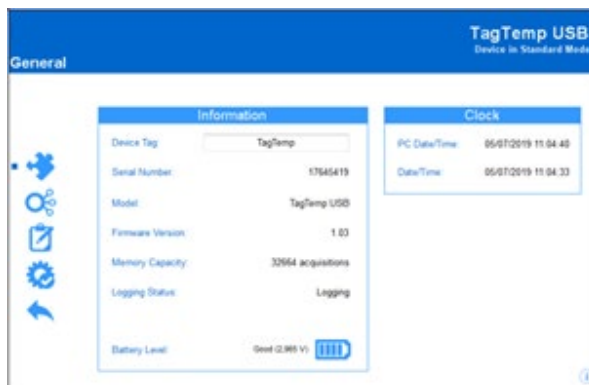 TagTemp USB
Device in Standard Mode
General
Information
Device Tag: TagTemp
Serial Number: 17645419
Model: TagTemp USB
Firmware Version: 1.03
Memory Capacity: 32664 acquisitions
Logging Status: Logging
Battery Level: Good (2,965 V)
Clock
PC Date/Time: 05/07/2019 11:04:40
Date/Time: 05/07/2019 11:04:33